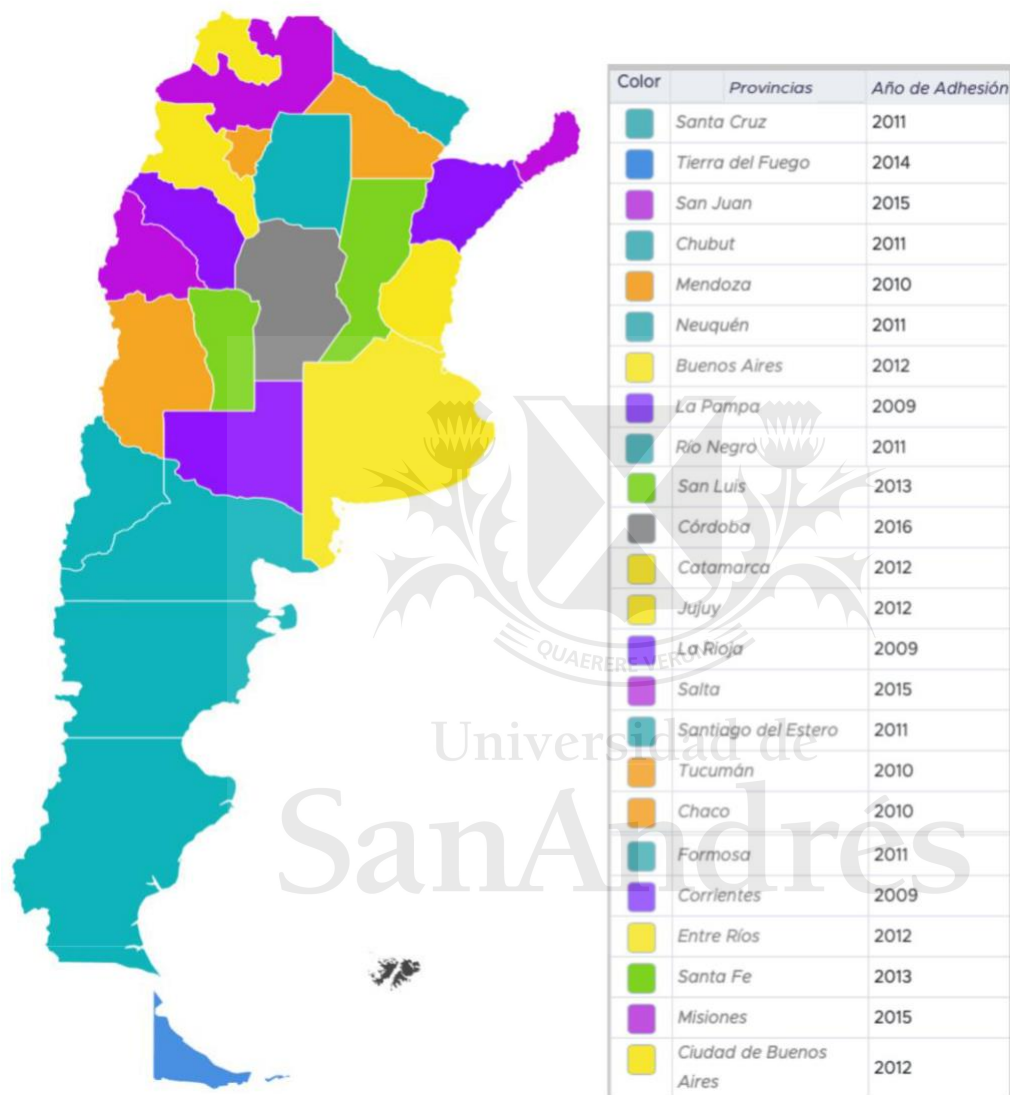 Color Provincias Año de Adhesión
Santa Cruz 2011
Tierra del Fuego 2014
San Juan 2015
Chubut 2011
Mendoza 2010
Neuquén 2011
Buenos Aires 2012
La Pampa 2009
Río Negro 2011
San Luis 2013
Córdoba 2016
Catamarca 2012
Jujuy 2012
La Rioja 2009
Salta 2015
Santiago del Estero 2011
Tucumán 2010
Chaco 2010
Formosa 2011
Corrientes 2009
Entre Ríos 2012
Santa Fe 2013
Misiones 2015
Ciudad de Buenos
Aires 2012
QUAERERE VERUM
Universidad de
SanAndrés